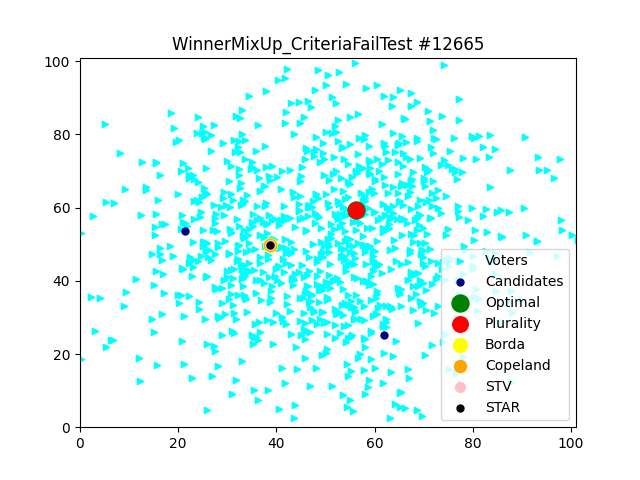 WinnerMixUp_CriteriaFailTest #12665
100
80
60
40
20
0
0 20 40 60 80 100
Voters
Candidates
Optimal
Plurality
Borda
Copeland
STV
STAR